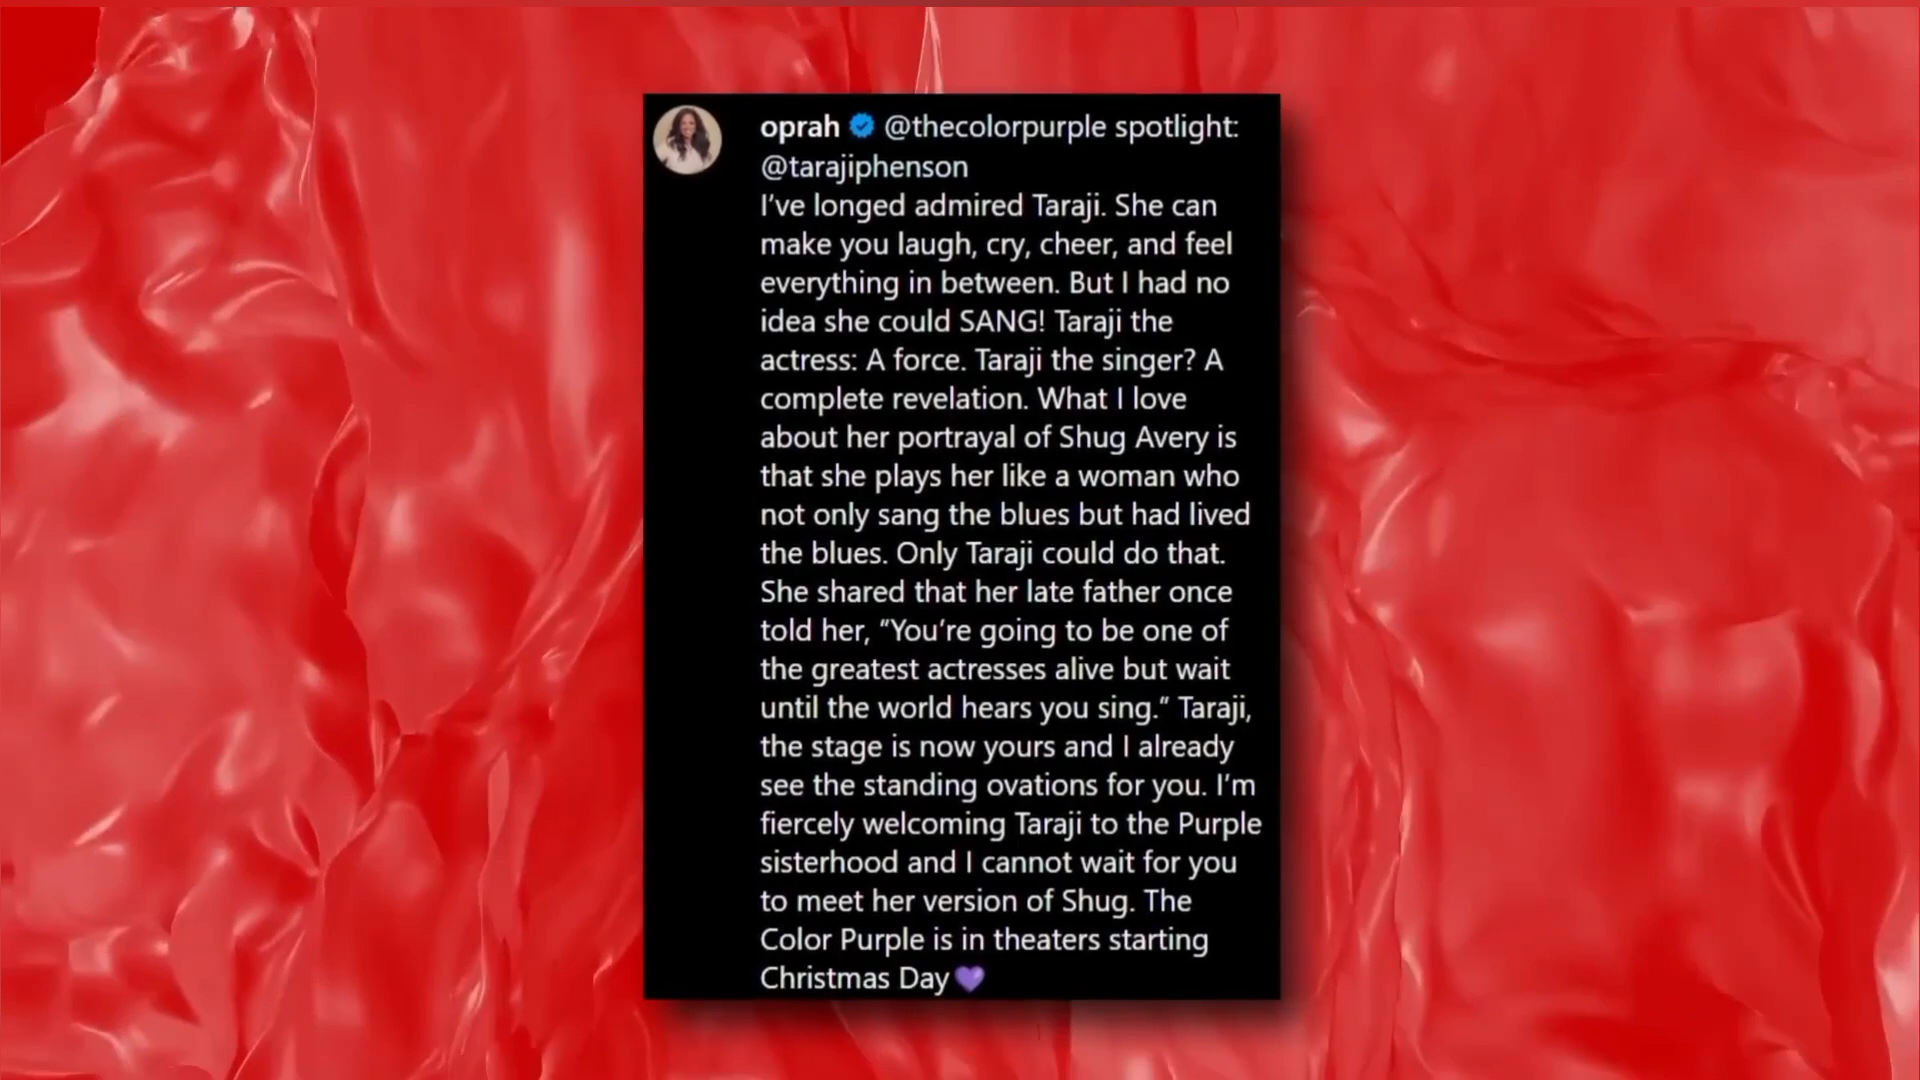 oprah @thecolorpurple spotlight:
@tarajiphenson
I've longed admired Taraji. She can
make you laugh, cry, cheer, and feel
everything in between. But I had no
idea she could SANG! Taraji the
actress: A force. Taraji the singer? A
complete revelation. What I love
about her portrayal of Shug Avery is
that she plays her like a woman who
not only sang the blues but had lived
the blues. Only Taraji could do that.
She shared that her late father once
told her, "You're going to be one of
the greatest actresses alive but wait
until the world hears you sing." Taraji,
the stage is now yours and I already
see the standing ovations for you. I'm
fiercely welcoming Taraji to the Purple
sisterhood and I cannot wait for you
to meet her version of Shug. The
Color Purple is in theaters starting
Christmas Day💜